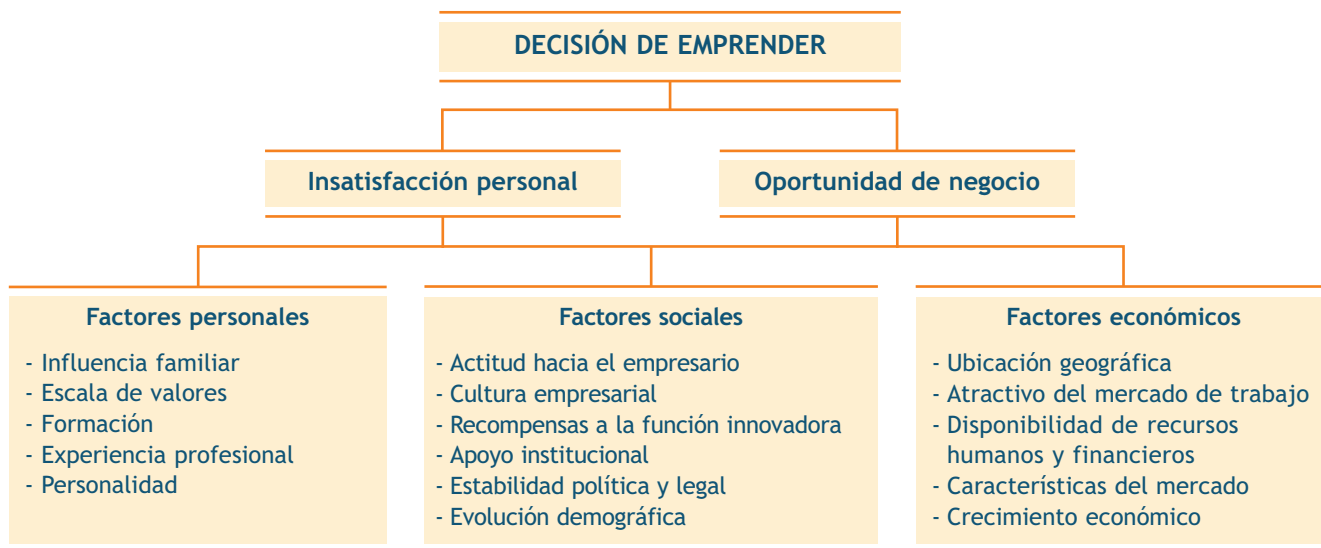 DECISIÓN DE EMPRENDER
Insatisfacción personal
Oportunidad de negocio
Factores personales
- Influencia familiar
- Escala de valores
- Formación
- Experiencia profesional
- Personalidad
Factores sociales
- Actitud hacia el empresario
- Cultura empresarial
- Recompensas a la función innovadora
- Apoyo institucional
- Estabilidad política y legal
- Evolución demográfica
Factores económicos
- Ubicación geográfica
- Atractivo del mercado de trabajo
- Disponibilidad de recursos
humanos y financieros
- Características del mercado
- Crecimiento económico